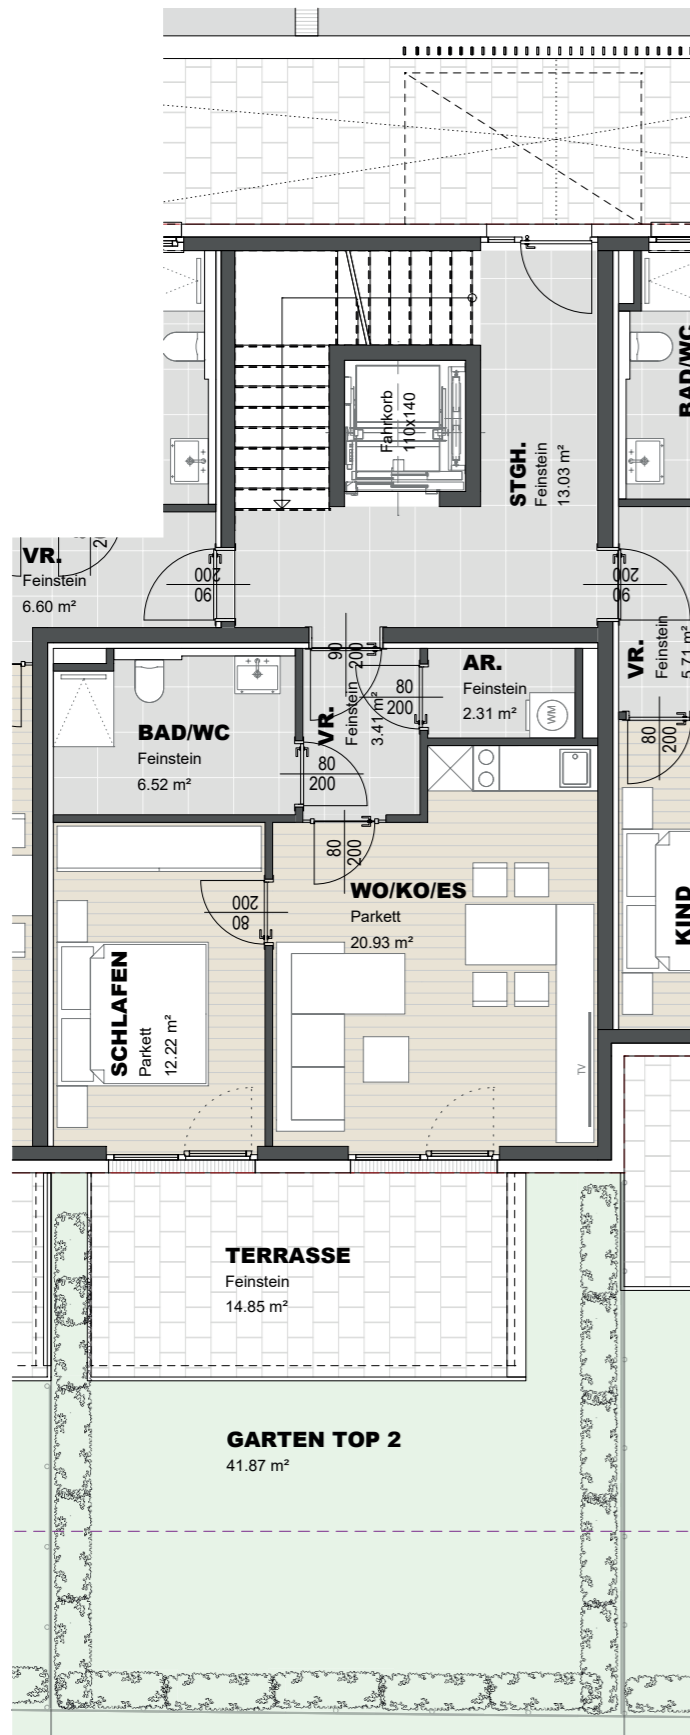 Fahrkorb
110x140
STGH.
Feinstein
13.03 m²
BAD/WC
VR.
Feinstein
6.60 m²
200
90
200
90
VR.
Feinstein
5.71 m²
90
200
80
200
AR.
Feinstein
2.31 m²
WM
VR.
Feinstein
3.41 m²
BAD/WC
Feinstein
6.52 m²
80
200
80
200
80
200
WO/KO/ES
Parkett
20.93 m²
200
80
KIND
SCHLAFEN
Parkett
12.22 m²
TV
TERRASSE
Feinstein
14.85 m²
GARTEN TOP 2
41.87 m²